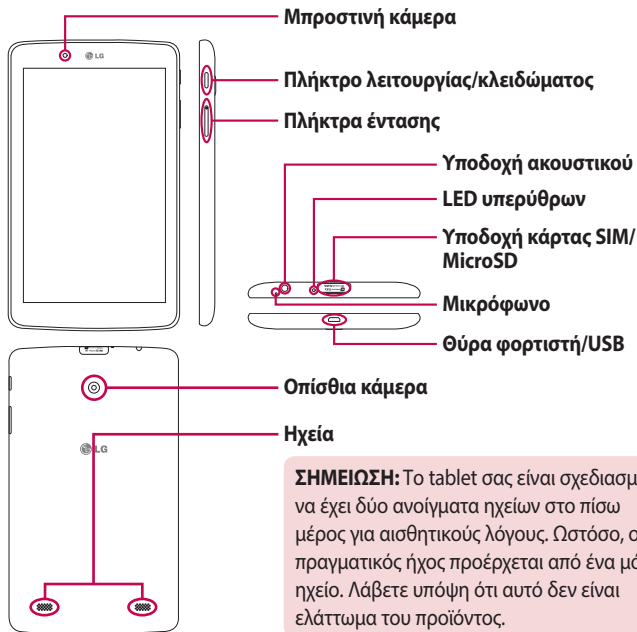 Μπροστινή κάμερα
LG
Πλήκτρο λειτουργίας/κλειδώματος
Πλήκτρα έντασης
Υποδοχή ακουστικού
LED υπερύθρων
Υποδοχή κάρτας SIM/
MicroSD
Μικρόφωνο
Θύρα φορτιστή/USB
Οπίσθια κάμερα
Ηχεία
LG
ΣΗΜΕΙΩΣΗ: Το tablet σας είναι σχεδιασμ
να έχει δύο ανοίγματα ηχείων στο πίσω
μέρος για αισθητικούς λόγους. Ωστόσο, ο
πραγματικός ήχος προέρχεται από ένα μό
ηχείο. Λάβετε υπόψη ότι αυτό δεν είναι
ελάττωμα του προϊόντος.